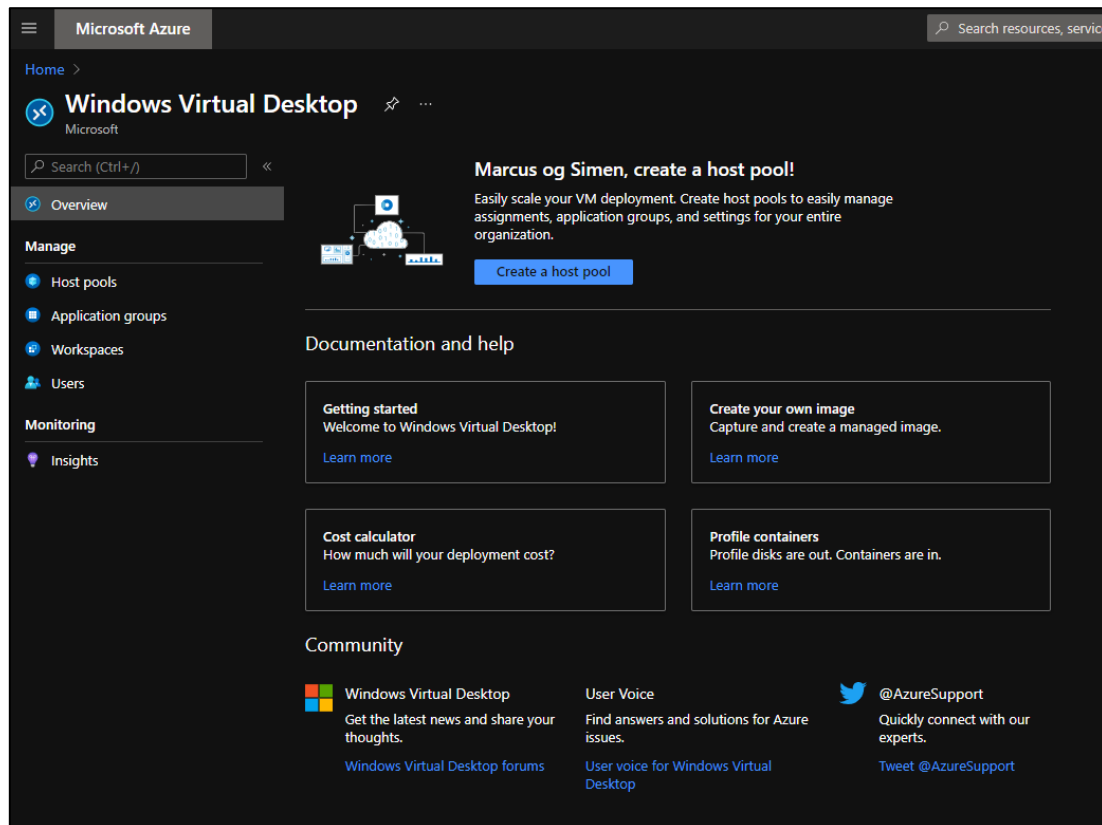 Microsoft Azure
Search resources, servic
Home >
Windows Virtual Desktop
Microsoft
Search (Ctrl+/)
«
Overview
Manage
Host pools
Application groups
Workspaces
Users
Monitoring
Insights
Marcus og Simen, create a host pool!
Easily scale your VM deployment. Create host pools to easily manage
assignments, application groups, and settings for your entire
organization.
Create a host pool
Documentation and help
Getting started
Welcome to Windows Virtual Desktop!
Learn more
Create your own image
Capture and create a managed image.
Learn more
Cost calculator
How much will your deployment cost?
Learn more
Profile containers
Profile disks are out. Containers are in.
Learn more
Community
Windows Virtual Desktop
Get the latest news and share your
thoughts.
Windows Virtual Desktop forums
User Voice
Find answers and solutions for Azure
issues.
User voice for Windows Virtual
Desktop
@AzureSupport
Quickly connect with our
experts.
Tweet @AzureSupport